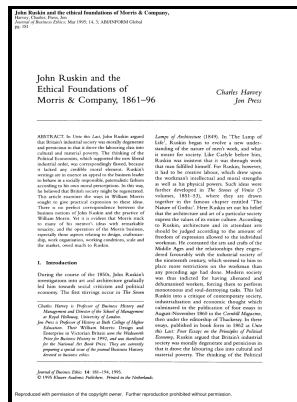 John Ruskin and the ethical foundations of Morris & Company,
Harvey, Charles; Press, Jon
Journal of Business Ethics; Mar 1995; 14, 3; ABI/INFORM Global
pg. 181
John Ruskin and the
Ethical Foundations of
Morris & Company, 1861–96
Charles Harvey
Jon Press
ABSTRACT. In Unto this Last, John Ruskin argued
that Britain's industrial society was morally degenerate
and pernicious in that it drove the labouring class into
cultural and material poverty. The thinking of the
Political Economists, which supported the new liberal
industrial order, was correspondingly flawed, because
it lacked any credible moral element. Ruskin's
writings are in essence an appeal to the business leader
to behave in a socially responsible, paternalistic fashion
according to his own moral prescriptions. In this way,
he believed that British society might be regenerated.
This article examines the ways in which William Morris
sought to give practical expression to these ideas.
There is no perfect correspondence between the
business notions of John Ruskin and the practice of
William Morris. Yet it is evident that Morris stuck
to many of his mentor's ideas with remarkable
tenacity, and the operations of the Morris business,
especially those aspects relating to design, craftsman-
ship, work organisation, working conditions, scale and
the market, owed much to Ruskin.
1. Introduction
During the course of the 1850s, John Ruskin's
investigations into art and architecture gradually
led him towards social criticism and political
economy. The first stirrings occur in The Seven
Charles Harvey is Professor of Business History and
Management and Director of the School of Management
at Royal Holloway, University of London.
Jon Press is Professor of History at Bath College of Higher
Education. Their William Morris: Design and
Enterprise in Victorian Britain won the Wadsworth
Prize for Business History in 1992, and was shortlisted
for the National Art Book Prize. They are currently
preparing a special issue of the journal Business History
devoted to business ethics.
Lamps of Architecture (1849). In 'The Lamp of
Life', Ruskin began to evolve a new under-
standing of the nature of men's work, and what
it meant for society. Like Carlyle before him,
Ruskin was insistent that it was through work
that man fulfilled himself. For Ruskin, however,
it had to be creative labour, which drew upon
the workman's intellectual and moral strengths
as well as his physical powers. Such ideas were
further developed in The Stones of Venice (3
volumes, 1851–53), where they are drawn
together in the famous chapter entitled 'The
Nature of Gothic'. Here Ruskin set out his belief
that the architecture and art of a particular society
express the values of its entire culture. According
to Ruskin, architecture and its attendant arts
should be judged according to the amount of
freedom of expression allowed to the individual
workman. He contrasts the arts and crafts of the
Middle Ages and the relationships they engen-
dered favourably with the industrial society of
the nineteenth century, which seemed to him to
place more restrictions on the workman than
any preceding age had done. Modern society
was thus indicted for having alienated and
dehumanised workers, forcing them to perform
monotonous and soul-destroying tasks. This led
Ruskin into a critique of contemporary society,
industrialisation and economic thought which
culminated in the publication of four essays in
August-November 1860 in the Cornhill Magazine,
then under the editorship of Thackeray. In these
essays, published in book form in 1862 as Unto
this Last: Four Essays on the Principles of Political
Economy, Ruskin argued that Britain's industrial
society was morally degenerate and pernicious in
that it drove the labouring class into cultural and
material poverty. The thinking of the Political
Journal of Business Ethics 14: 181–194, 1995.
© 1995 Kluwer Academic Publishers. Printed in the Netherlands.
Reproduced with permission of the copyright owner. Further reproduction prohibited without permission.